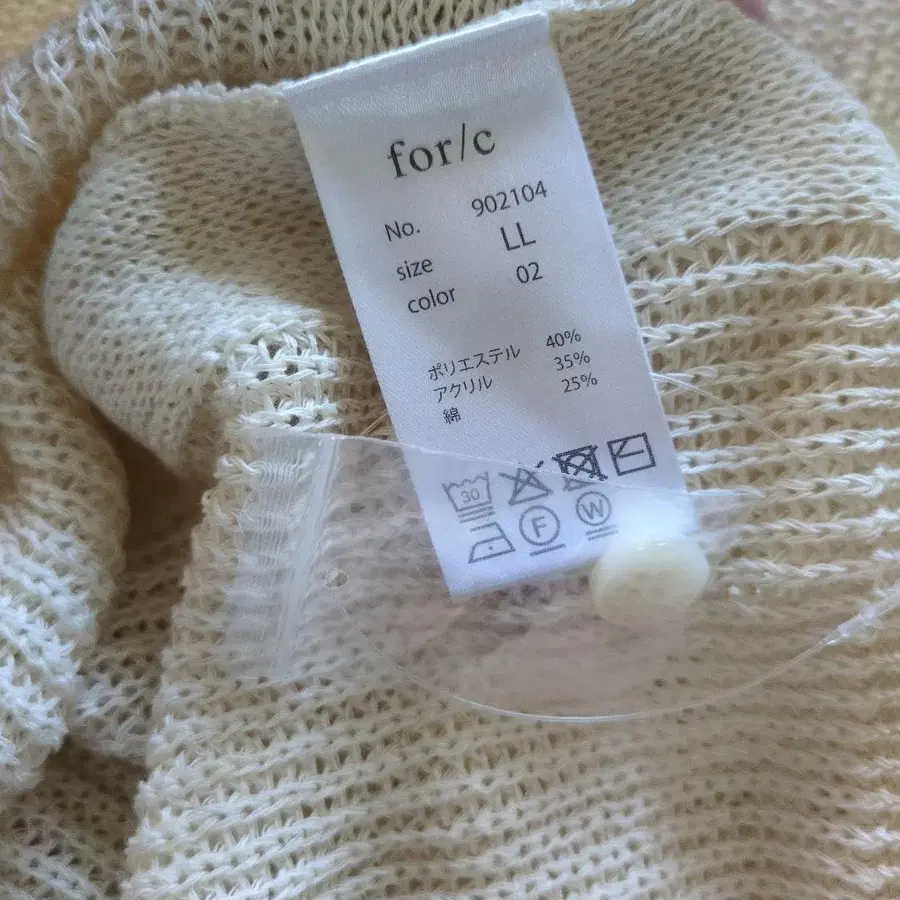 for/c
No. 902104
size LL
color 02
ポリエステル 40%
アクリル 35%
綿 25%
30
F W